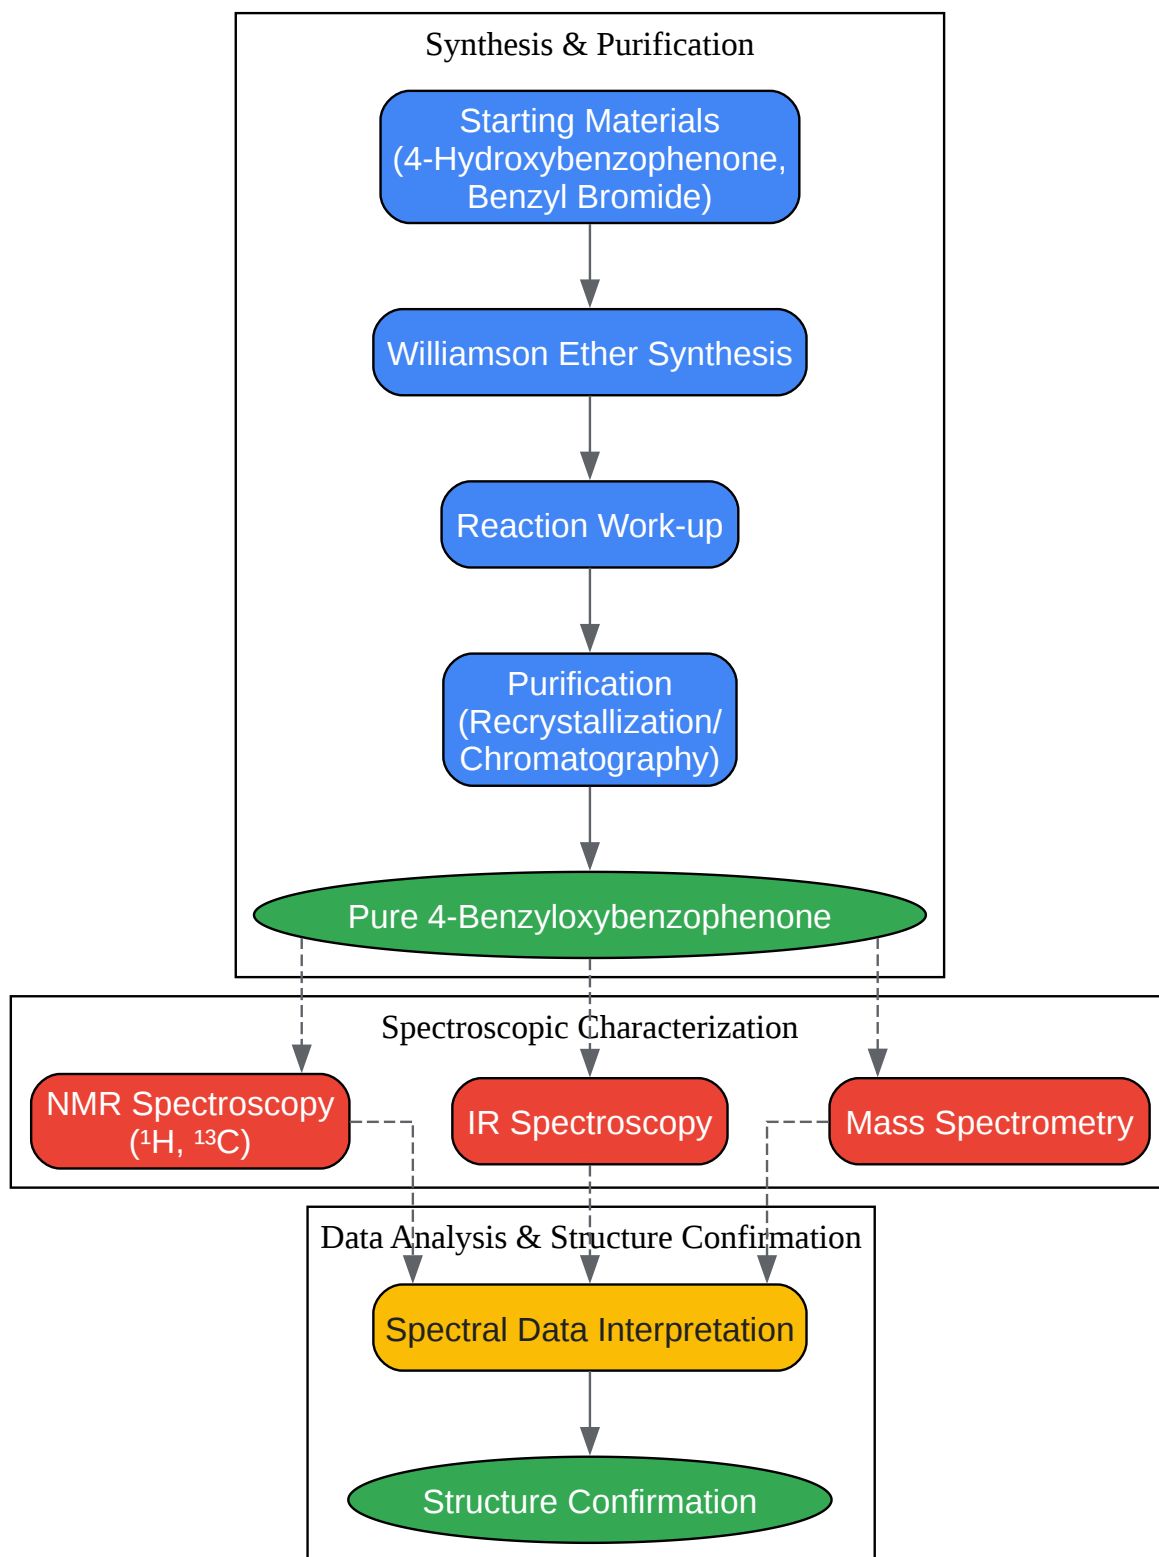 Synthesis & Purification
Starting Materials
(4-Hydroxybenzophenone,
Benzyl Bromide)
Williamson Ether Synthesis
Reaction Work-up
Purification
(Recrystallization/
Chromatography)
Pure 4-Benzyloxybenzophenone
Spectroscopic Characterization
NMR Spectroscopy
(¹H, ¹³C)
IR Spectroscopy
Mass Spectrometry
Data Analysis & Structure Confirmation
Spectral Data Interpretation
Structure Confirmation